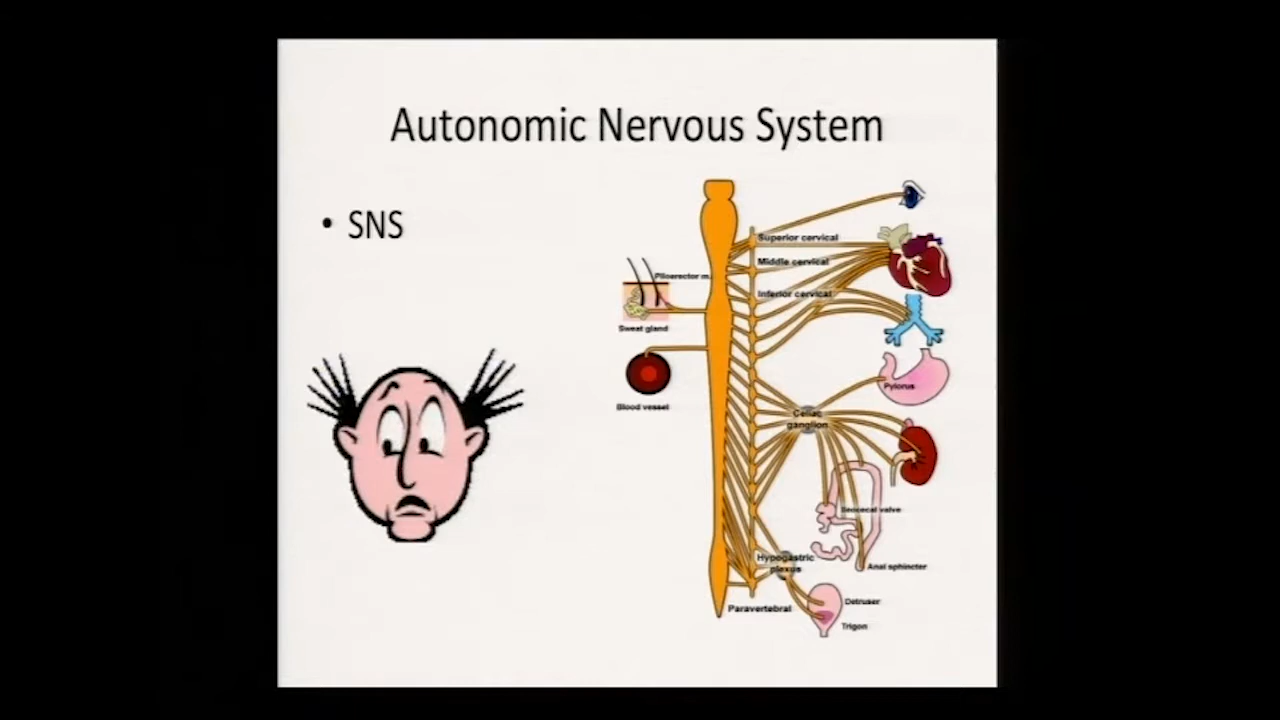 Autonomic Nervous System
• SNS
Superior cervical
Middle cervical
Piloerector m.
Inferior cervical
Sweat gland
Pylorus
Blood vessel
Celiac
ganglion
Ileocecal valve
Hypogastric
plexus
Anal sphincter
Detruser
Paravertebral
Trigon